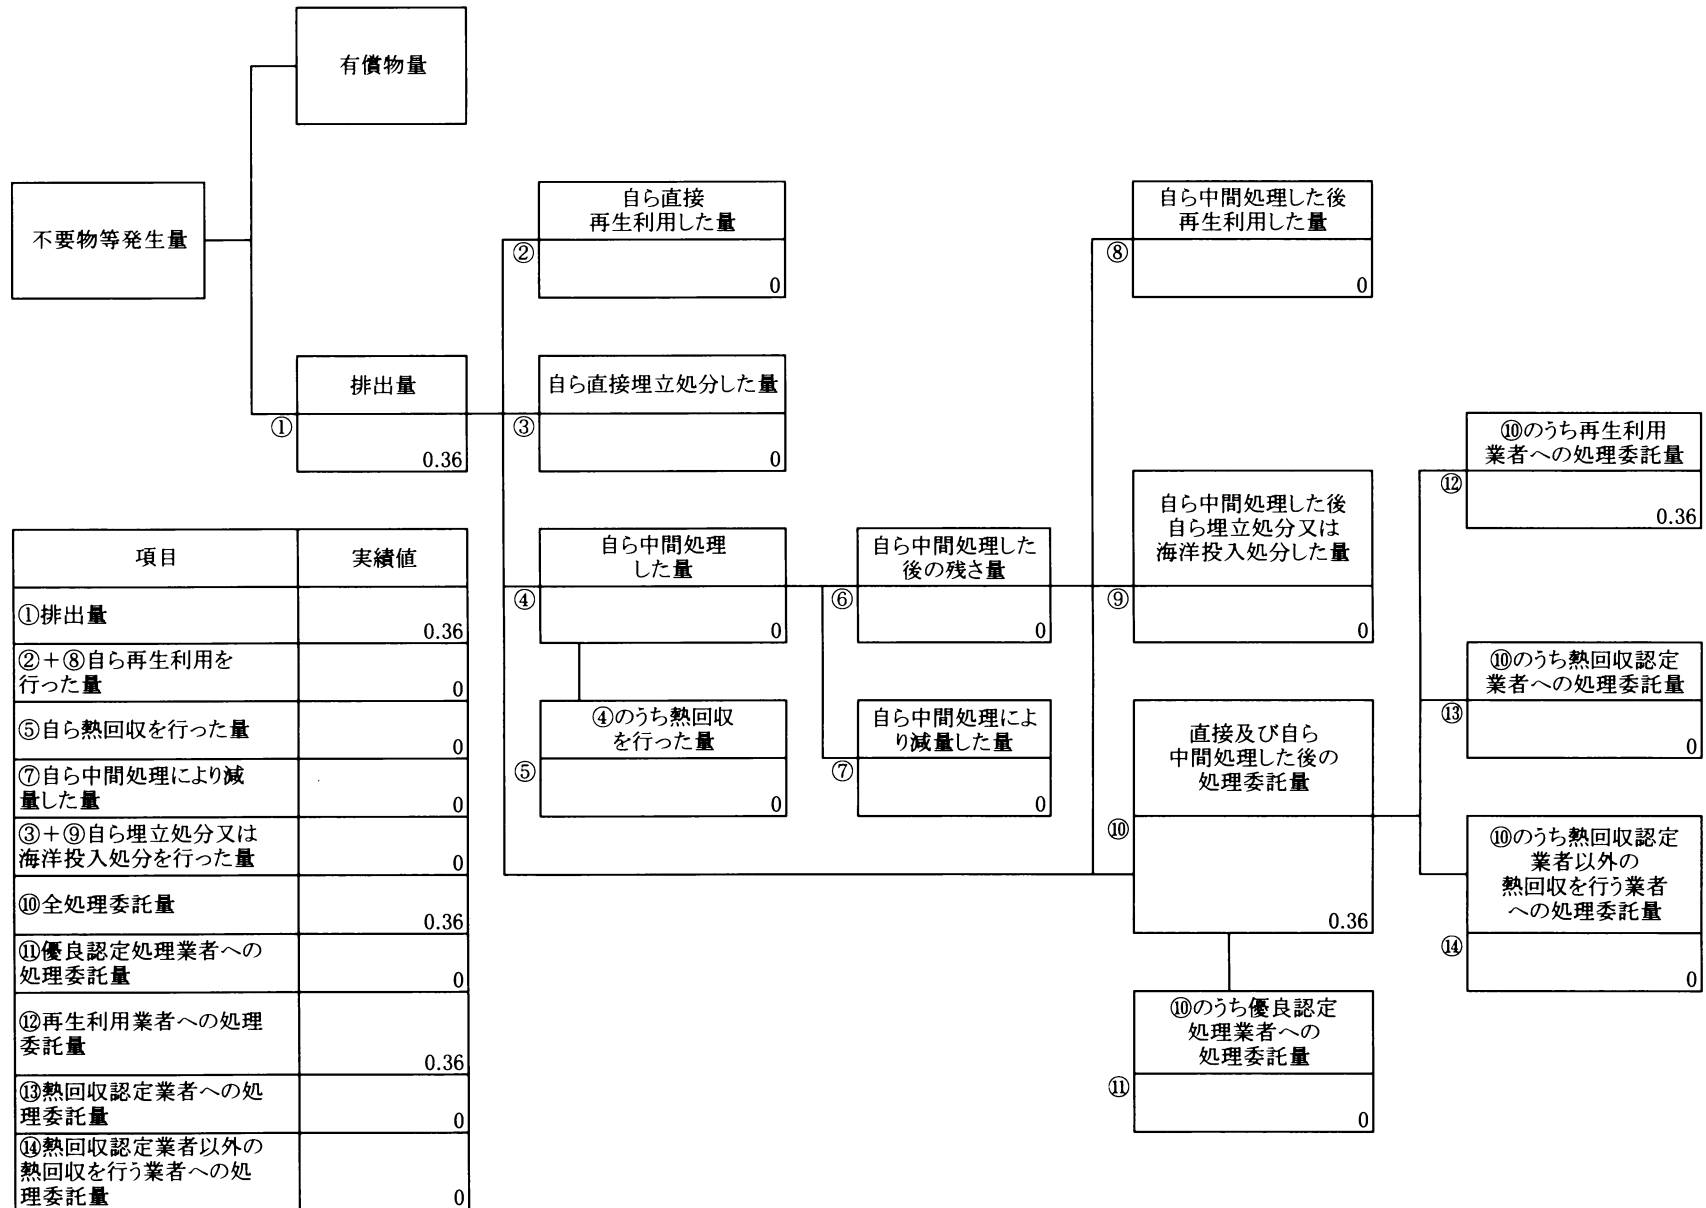 有償物量
不要物等発生量
排出量
①
0.36
自ら直接
再生利用した量
②
0
自ら直接埋立処分した量
③
0
自ら中間処理
した量
④
0
④のうち熱回収
を行った量
⑤
0
自ら中間処理した
後の残さ量
⑥
0
自ら中間処理によ
り減量した量
⑦
0
自ら中間処理した後
再生利用した量
⑧
0
自ら中間処理した後
自ら埋立処分又は
海洋投入処分した量
⑨
0
直接及び自ら
中間処理した後の
処理委託量
⑩
0.36
⑩のうち優良認定
処理業者への
処理委託量
⑪
0
⑩のうち再生利用
業者への処理委託量
⑫
0.36
⑩のうち熱回収認定
業者への処理委託量
⑬
0
⑩のうち熱回収認定
業者以外の
熱回収を行う業者
への処理委託量
⑭
0
項目 実績値
①排出量
0.36
②+⑧自ら再生利用を
行った量
0
⑤自ら熱回収を行った量
0
⑦自ら中間処理により減
量した量
0
③+⑨自ら埋立処分又は
海洋投入処分を行った量
0
⑩全処理委託量
0.36
⑪優良認定処理業者への
処理委託量
0
⑫再生利用業者への処理
委託量
0.36
⑬熱回収認定業者への処
理委託量
0
⑭熱回収認定業者以外の
熱回収を行う業者への処
理委託量
0